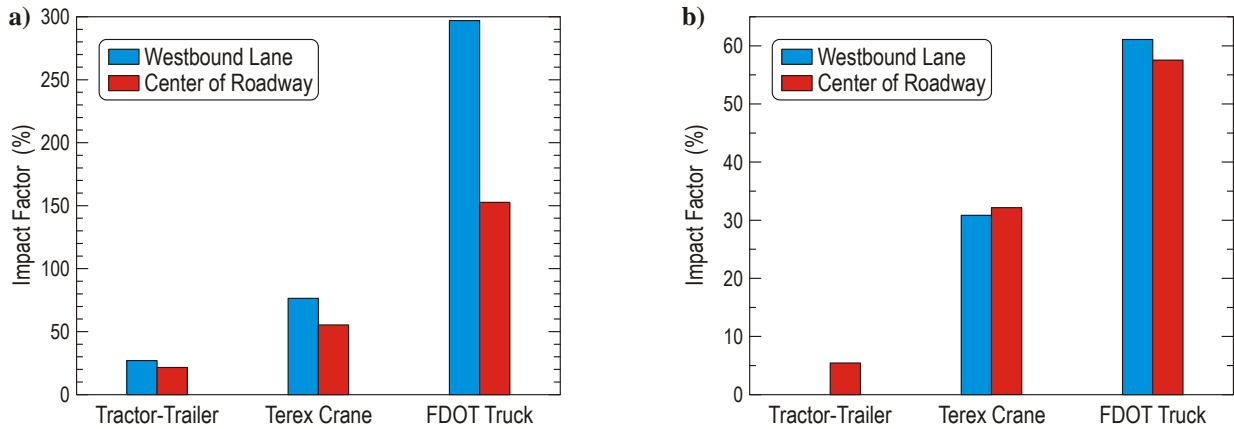 a)
300
250
200
150
100
50
0
Impact Factor (%)
Westbound Lane
Center of Roadway
Tractor-Trailer Terex Crane FDOT Truck
b)
60
50
40
30
20
10
0
Impact Factor (%)
Westbound Lane
Center of Roadway
Tractor-Trailer Terex Crane FDOT Truck